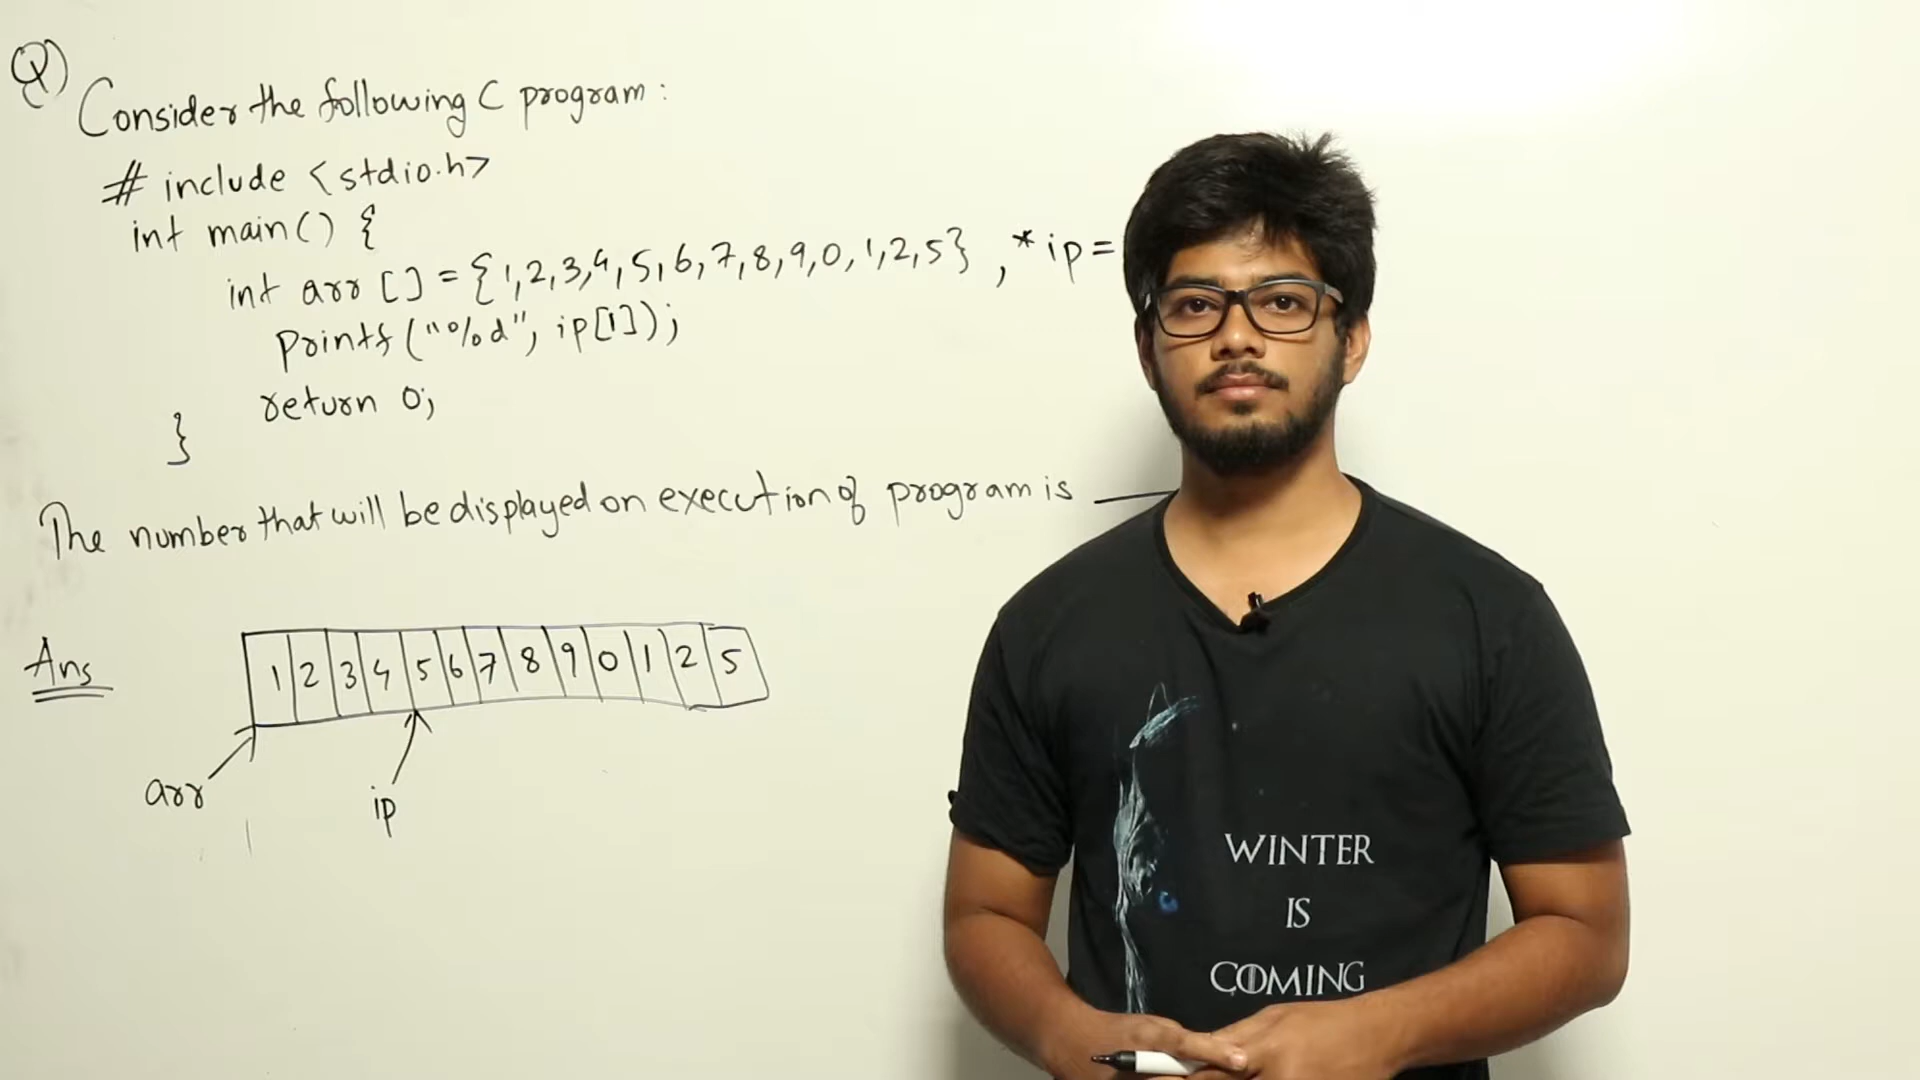 Q)
Consider the following C program:
# include <stdio.h>
int main() {
int arr [] = {1,2,3,4,5,6,7,8,9,0,1,2,5} , *ip=
printf ("%d", ip[1]);
return 0;
}
The number that will be displayed on execution of program is
Ans
1 2 3 4 5 6 7 8 9 0 1 2 5
arr
ip
WINTER
IS
COMING